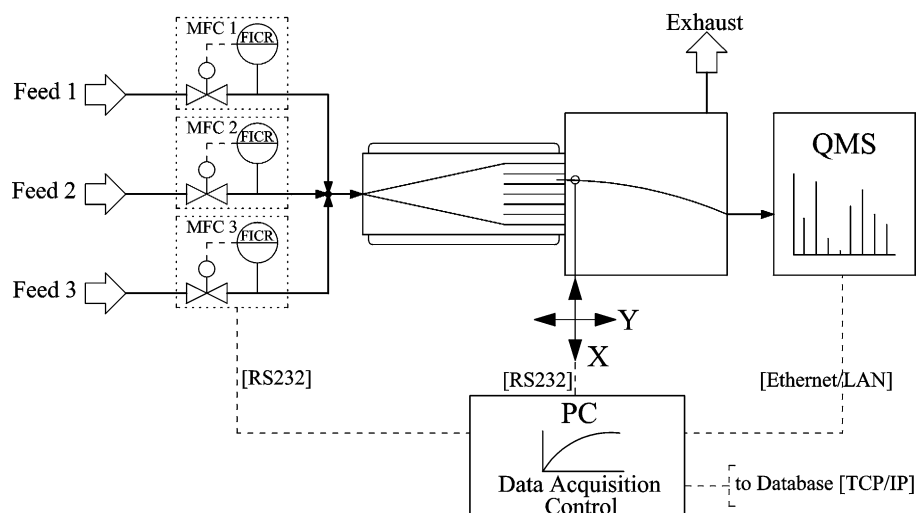 Exhaust
MFC 1
FICR
Feed 1
QMS
MFC 2
FICR
Feed 2
MFC 3
FICR
Feed 3
Y
X
[RS232]
[RS232]
[Ethernet/LAN]
PC
Data Acquisition
Control
to Database [TCP/IP]